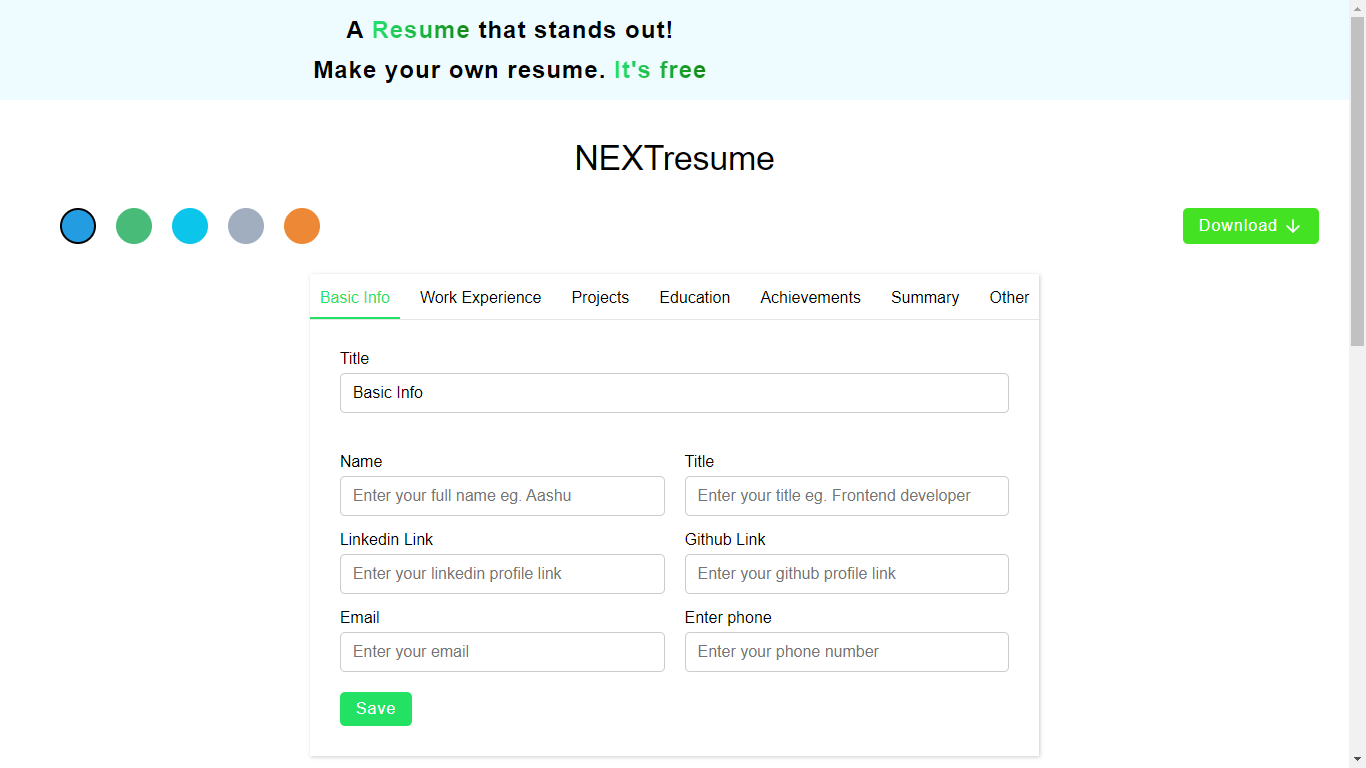 A Resume that stands out!
Make your own resume. It's free
NEXTresume
Download
Basic Info Work Experience Projects Education Achievements Summary Other
Title
Basic Info
Name Title
Enter your full name eg. Aashu Enter your title eg. Frontend developer
Linkedin Link Github Link
Enter your linkedin profile link Enter your github profile link
Email Enter phone
Enter your email Enter your phone number
Save